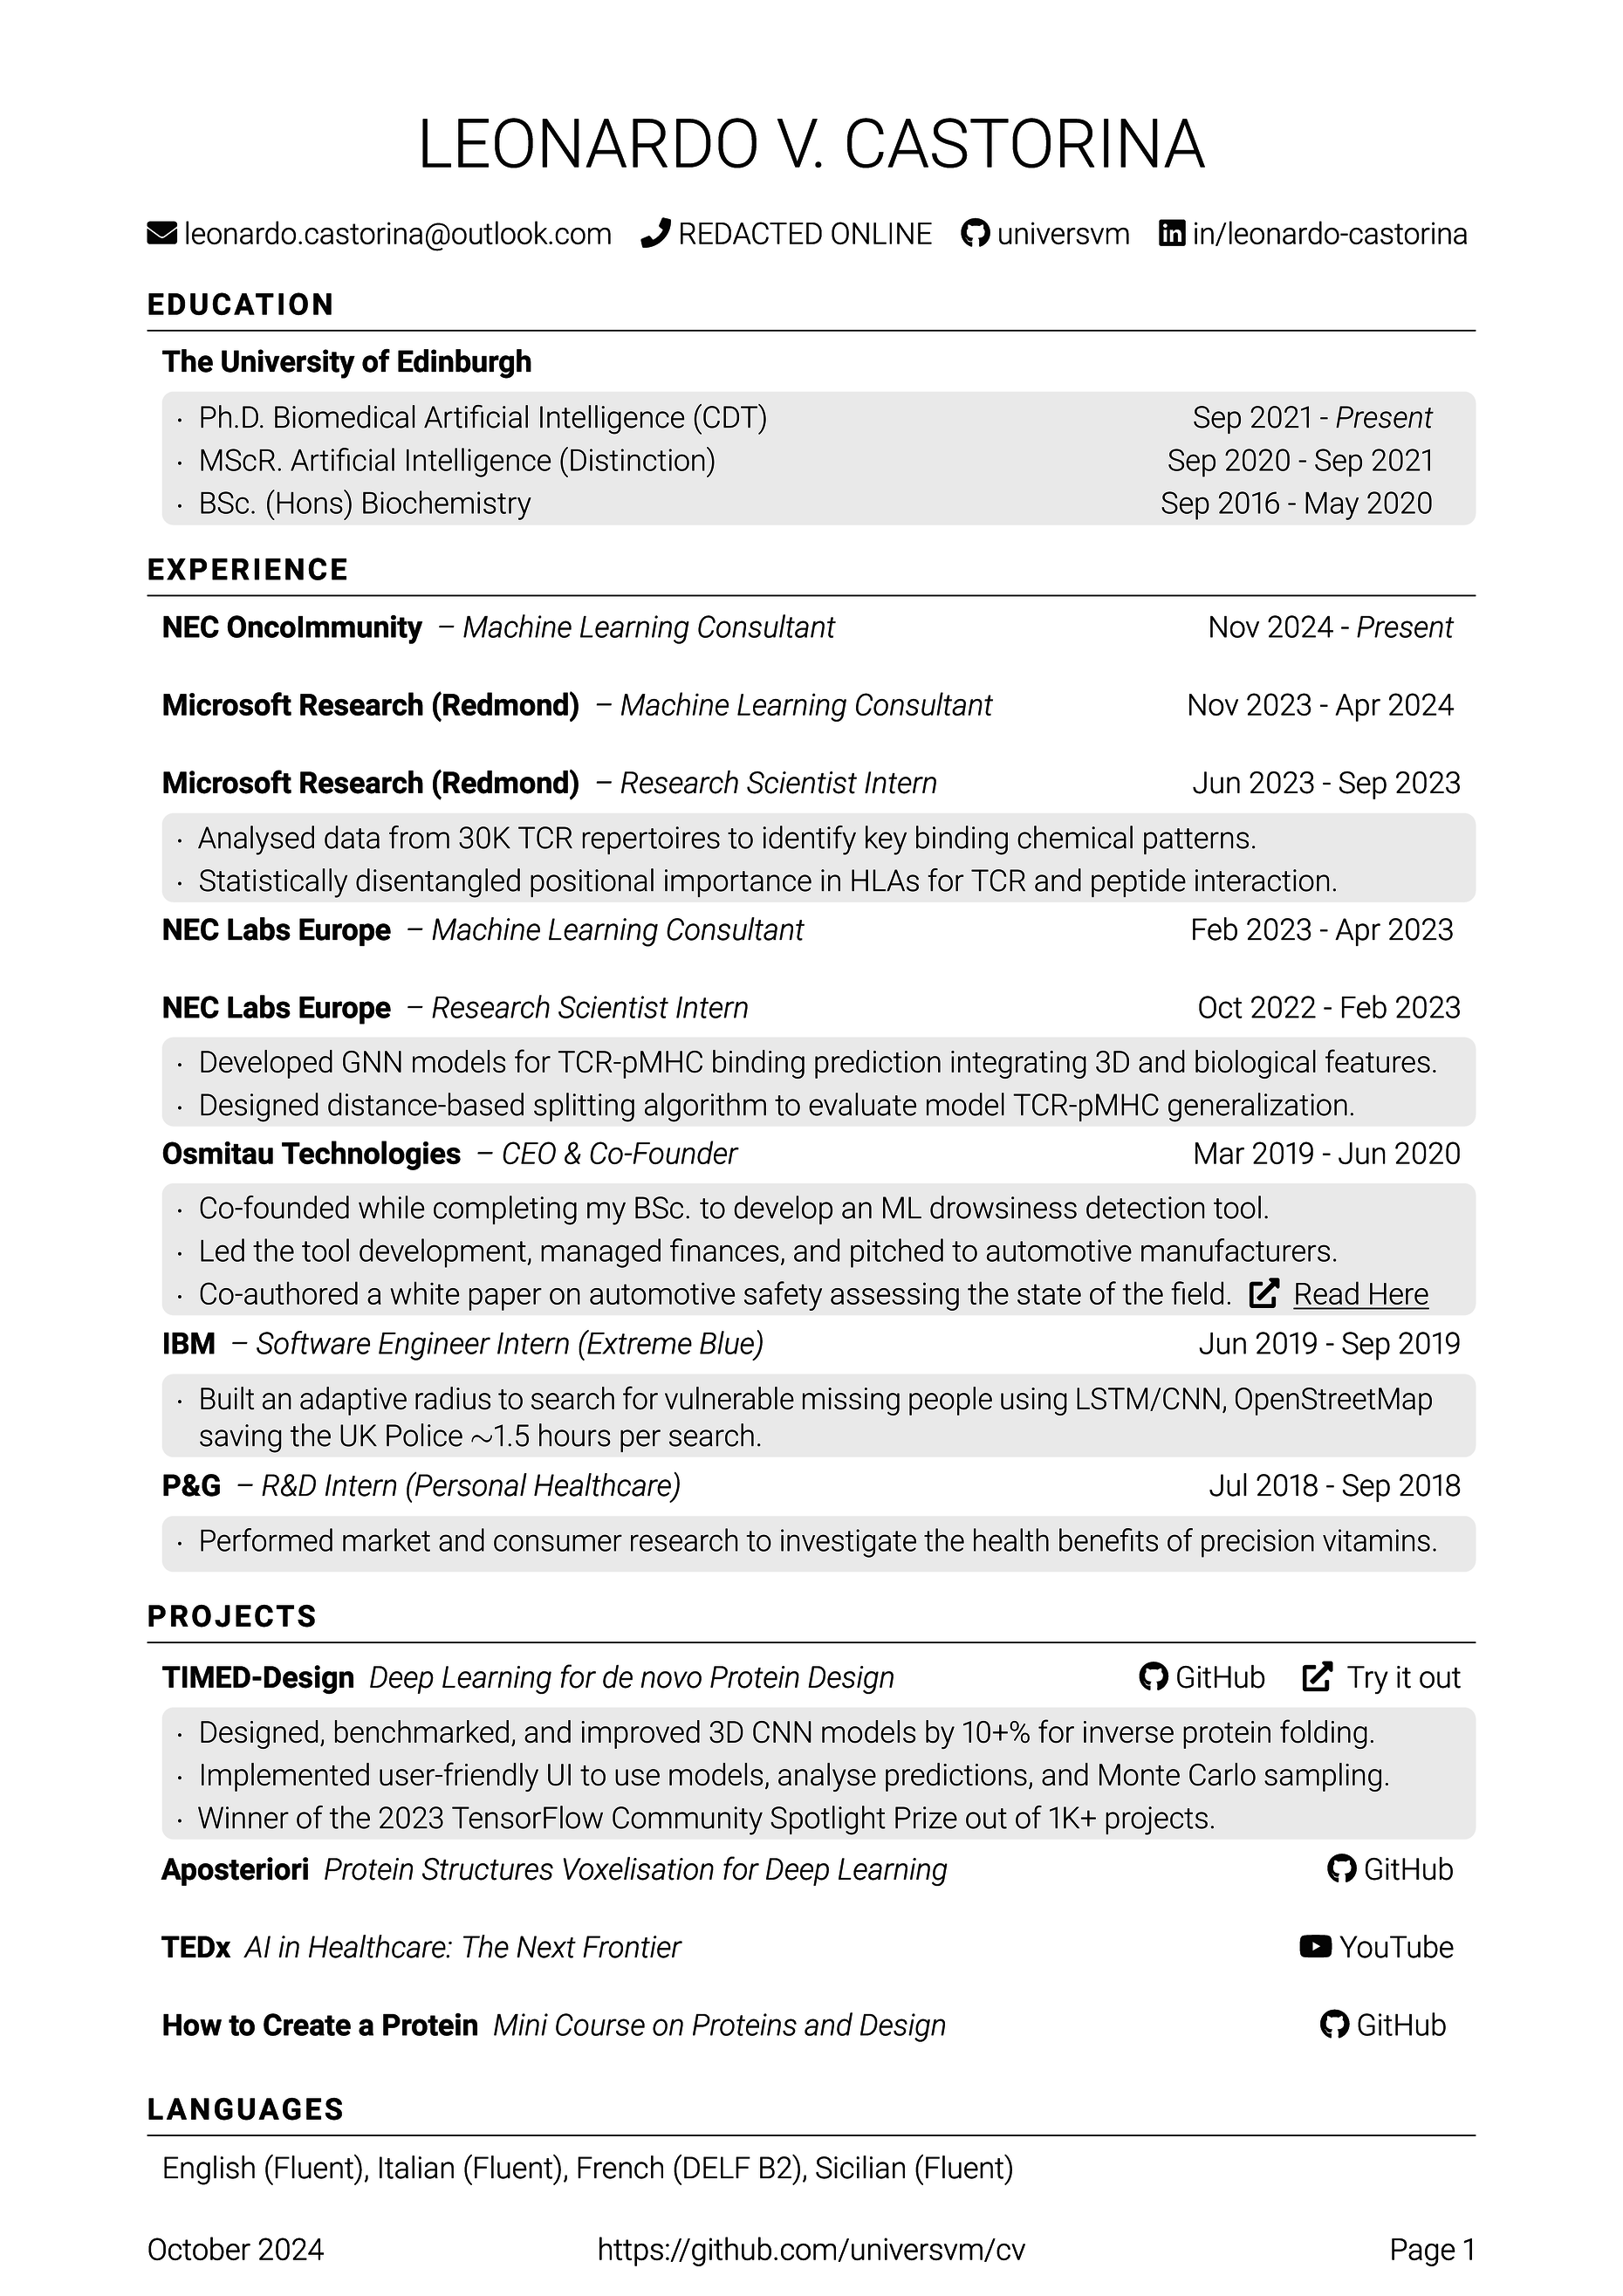 LEONARDO V. CASTORINA
leonardo.castorina@outlook.com REDACTED ONLINE universvm in/leonardo-castorina
EDUCATION
The University of Edinburgh
· Ph.D. Biomedical Artificial Intelligence (CDT) Sep 2021 - Present
· MScR. Artificial Intelligence (Distinction) Sep 2020 - Sep 2021
· BSc. (Hons) Biochemistry Sep 2016 - May 2020
EXPERIENCE
NEC OncoImmunity – Machine Learning Consultant Nov 2024 - Present
Microsoft Research (Redmond) – Machine Learning Consultant Nov 2023 - Apr 2024
Microsoft Research (Redmond) – Research Scientist Intern Jun 2023 - Sep 2023
· Analysed data from 30K TCR repertoires to identify key binding chemical patterns.
· Statistically disentangled positional importance in HLAs for TCR and peptide interaction.
NEC Labs Europe – Machine Learning Consultant Feb 2023 - Apr 2023
NEC Labs Europe – Research Scientist Intern Oct 2022 - Feb 2023
· Developed GNN models for TCR-pMHC binding prediction integrating 3D and biological features.
· Designed distance-based splitting algorithm to evaluate model TCR-pMHC generalization.
Osmitau Technologies – CEO & Co-Founder Mar 2019 - Jun 2020
· Co-founded while completing my BSc. to develop an ML drowsiness detection tool.
· Led the tool development, managed finances, and pitched to automotive manufacturers.
· Co-authored a white paper on automotive safety assessing the state of the field. Read Here
IBM – Software Engineer Intern (Extreme Blue) Jun 2019 - Sep 2019
· Built an adaptive radius to search for vulnerable missing people using LSTM/CNN, OpenStreetMap
saving the UK Police ~1.5 hours per search.
P&G – R&D Intern (Personal Healthcare) Jul 2018 - Sep 2018
· Performed market and consumer research to investigate the health benefits of precision vitamins.
PROJECTS
TIMED-Design Deep Learning for de novo Protein Design GitHub Try it out
· Designed, benchmarked, and improved 3D CNN models by 10+% for inverse protein folding.
· Implemented user-friendly UI to use models, analyse predictions, and Monte Carlo sampling.
· Winner of the 2023 TensorFlow Community Spotlight Prize out of 1K+ projects.
Aposteriori Protein Structures Voxelisation for Deep Learning GitHub
TEDx AI in Healthcare: The Next Frontier YouTube
How to Create a Protein Mini Course on Proteins and Design GitHub
LANGUAGES
English (Fluent), Italian (Fluent), French (DELF B2), Sicilian (Fluent)
October 2024 https://github.com/universvm/cv Page 1